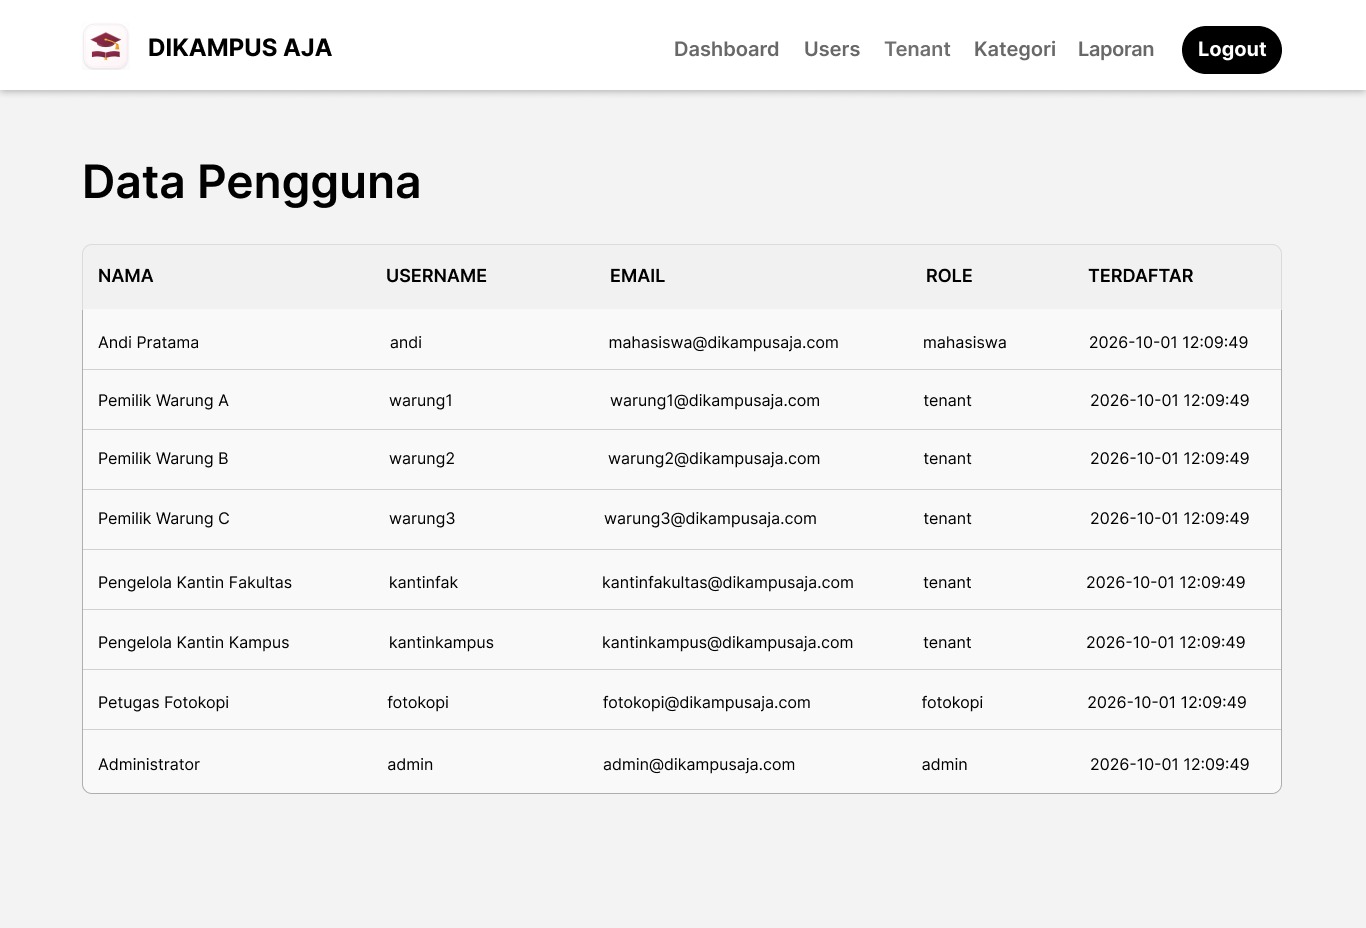 DIKAMPUS AJA Dashboard Users Tenant Kategori Laporan Logout
Data Pengguna
NAMA USERNAME EMAIL ROLE TERDAFTAR
Andi Pratama andi mahasiswa@dikampusaja.com mahasiswa 2026-10-01 12:09:49
Pemilik Warung A warung1 warung1@dikampusaja.com tenant 2026-10-01 12:09:49
Pemilik Warung B warung2 warung2@dikampusaja.com tenant 2026-10-01 12:09:49
Pemilik Warung C warung3 warung3@dikampusaja.com tenant 2026-10-01 12:09:49
Pengelola Kantin Fakultas kantinfak kantinfakultas@dikampusaja.com tenant 2026-10-01 12:09:49
Pengelola Kantin Kampus kantinkampus kantinkampus@dikampusaja.com tenant 2026-10-01 12:09:49
Petugas Fotokopi fotokopi fotokopi@dikampusaja.com fotokopi 2026-10-01 12:09:49
Administrator admin admin@dikampusaja.com admin 2026-10-01 12:09:49